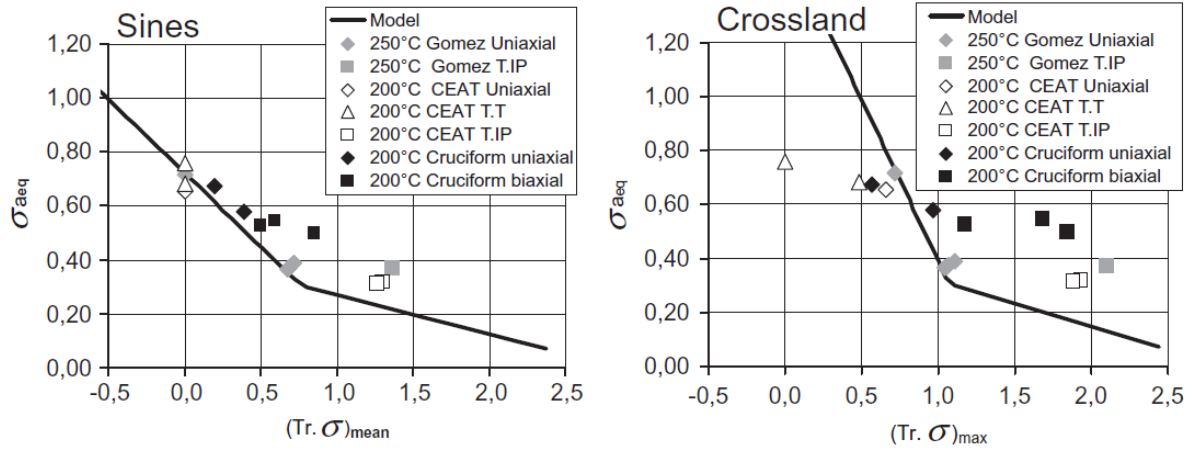 Sines
Model
250°C Gomez Uniaxial
250°C Gomez T.IP
200°C CEAT Uniaxial
200°C CEAT T.T
200°C CEAT T.IP
200°C Cruciform uniaxial
200°C Cruciform biaxial
1,20
1,00
0,80
0,60
0,40
0,20
0,00
σaeq
-0,5 0,0 0,5 1,0 1,5 2,0 2,5
(Tr. σ)mean
Crossland
Model
250°C Gomez Uniaxial
250°C Gomez T.IP
200°C CEAT Uniaxial
200°C CEAT T.T
200°C CEAT T.IP
200°C Cruciform uniaxial
200°C Cruciform biaxial
1,20
1,00
0,80
0,60
0,40
0,20
0,00
σaeq
-0,5 0,0 0,5 1,0 1,5 2,0 2,5
(Tr. σ)max